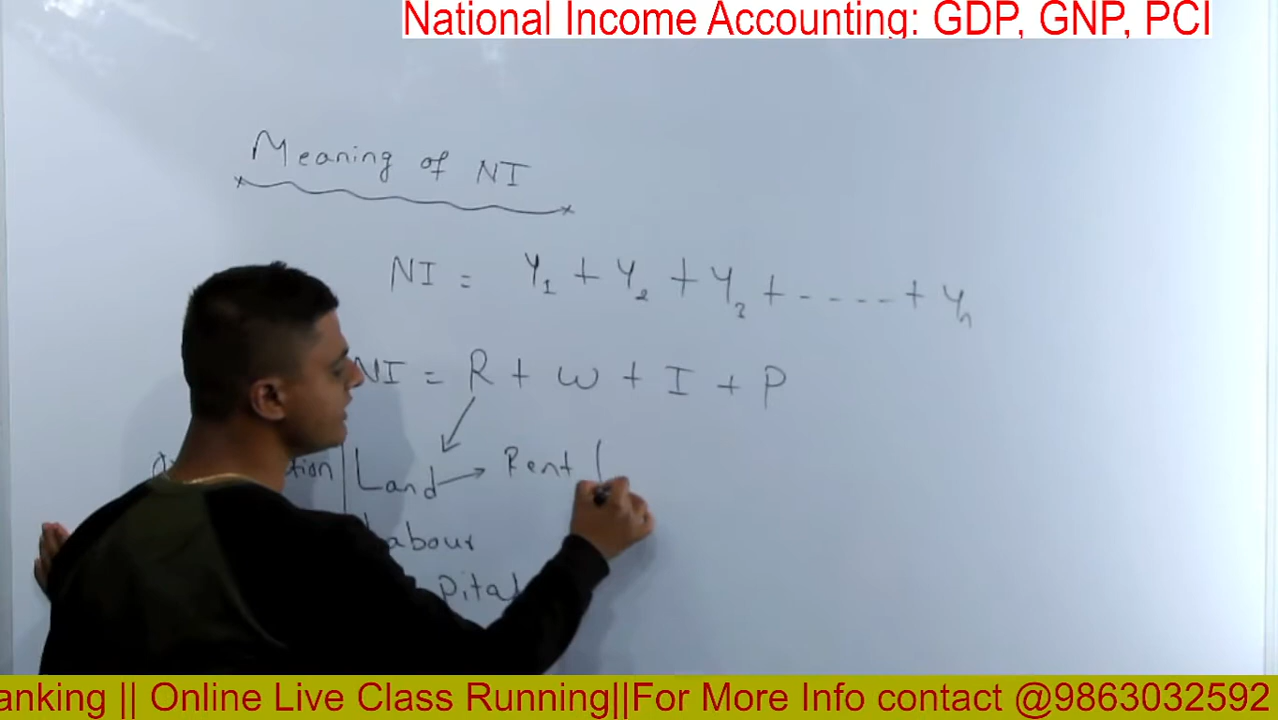 National Income Accounting: GDP, GNP, PCI
Meaning of NI
NI = Y1 + Y2 + Y3 + ..... + Yn
NI = R + W + I + P
Land → Rent (
Labour
pital
anking || Online Live Class Running||For More Info contact @9863032592